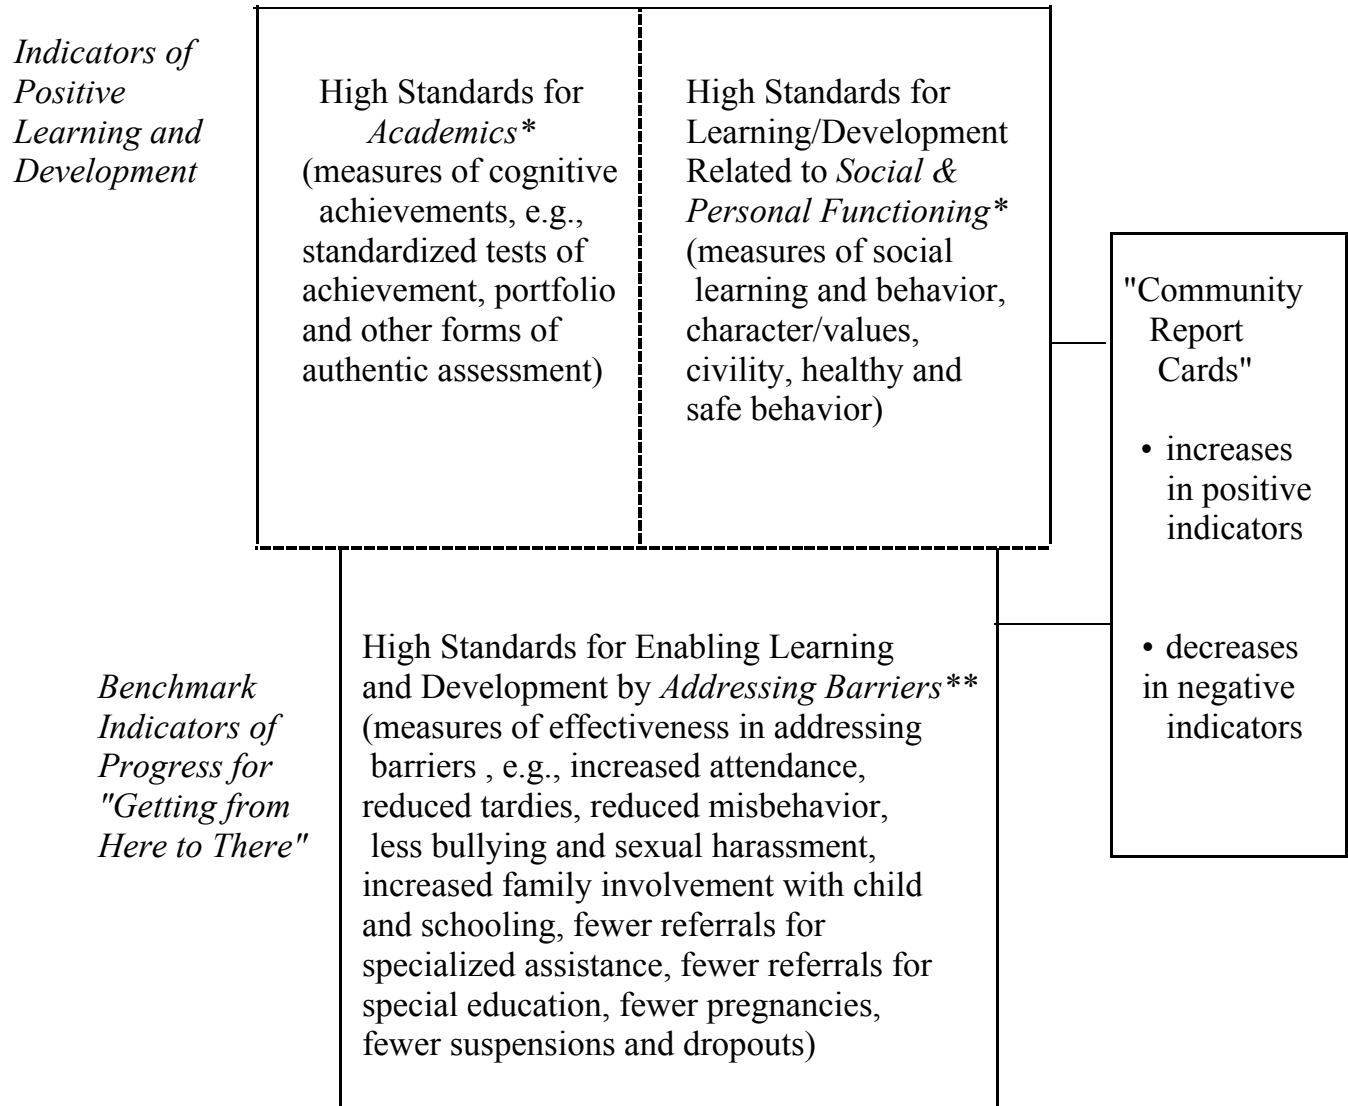 Indicators of
Positive
Learning and
Development
High Standards for
Academics*
(measures of cognitive
achievements, e.g.,
standardized tests of
achievement, portfolio
and other forms of
authentic assessment)
High Standards for
Learning/Development
Related to Social &
Personal Functioning*
(measures of social
learning and behavior,
character/values,
civility, healthy and
safe behavior)
"Community
Report
Cards"
• increases
in positive
indicators
• decreases
in negative
indicators
Benchmark
Indicators of
Progress for
"Getting from
Here to There"
High Standards for Enabling Learning
and Development by Addressing Barriers**
(measures of effectiveness in addressing
barriers , e.g., increased attendance,
reduced tardies, reduced misbehavior,
less bullying and sexual harassment,
increased family involvement with child
and schooling, fewer referrals for
specialized assistance, fewer referrals for
special education, fewer pregnancies,
fewer suspensions and dropouts)